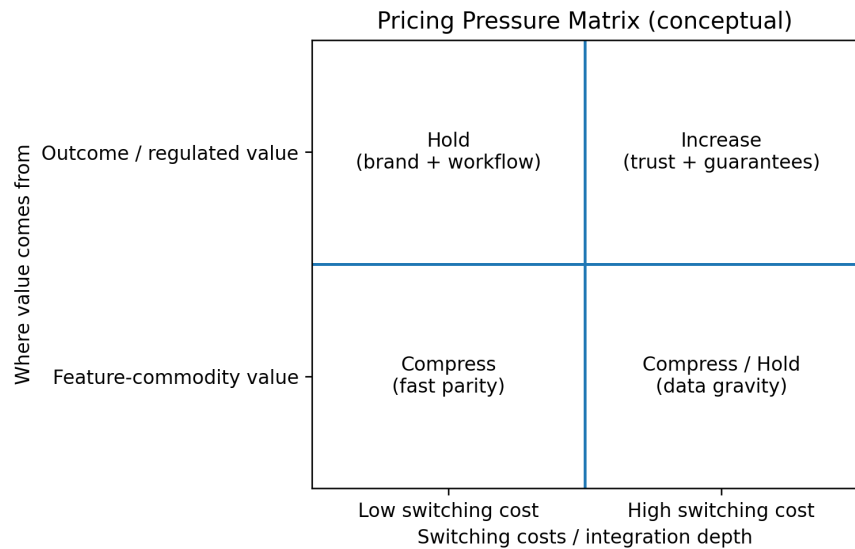 Pricing Pressure Matrix (conceptual)
Where value comes from
Outcome / regulated value
Hold
(brand + workflow)
Increase
(trust + guarantees)
Feature-commodity value
Compress
(fast parity)
Compress / Hold
(data gravity)
Low switching cost
High switching cost
Switching costs / integration depth